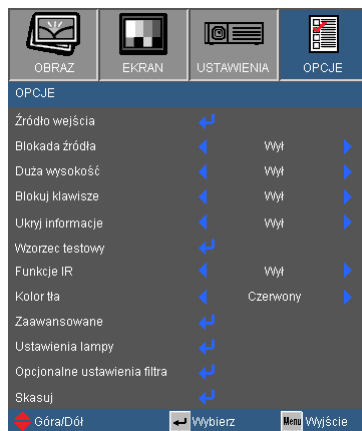 OBRAZ EKRAN USTAWIENIA OPCJE
OPCJE
Źródło wejścia
Blokada źródła Wył
Duża wysokość Wył
Blokuj klawisze Wył
Ukryj informacje Wył
Wzorzec testowy
Funkcje IR Wył
Kolor tła Czerwony
Zaawansowane
Ustawienia lampy
Opcjonalne ustawienia filtra
Skasuj
Góra/Dół Wybierz Menu Wyjście